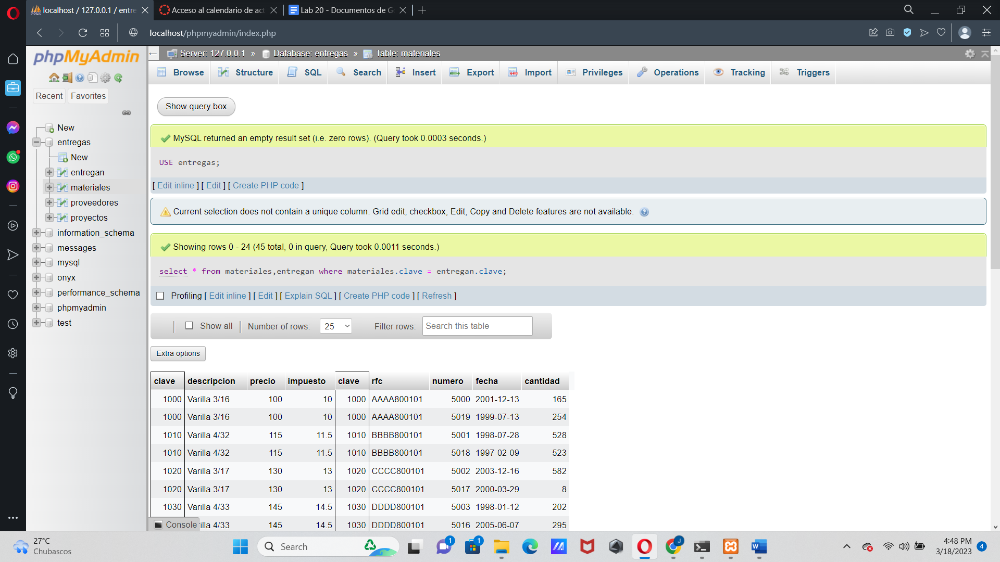 localhost / 127.0.0.1 / entre
Acceso al calendario de act
Lab 20 - Documentos de Go
localhost/phpmyadmin/index.php
phpMyAdmin
Recent
Favorites
New
entregas
New
entregan
materiales
proveedores
proyectos
information_schema
messages
mysql
onyx
performance_schema
phpmyadmin
test
Server: 127.0.0.1 » Database: entregas » Table: materiales
Browse Structure SQL Search Insert Export Import Privileges Operations Tracking Triggers
Show query box
MySQL returned an empty result set (i.e. zero rows). (Query took 0.0003 seconds.)
USE entregas;
[ Edit inline ] [ Edit ] [ Create PHP code ]
Current selection does not contain a unique column. Grid edit, checkbox, Edit, Copy and Delete features are not available.
Showing rows 0 - 24 (45 total, 0 in query, Query took 0.0011 seconds.)
select * from materiales,entregan where materiales.clave = entregan.clave;
Profiling [ Edit inline ] [ Edit ] [ Explain SQL ] [ Create PHP code ] [ Refresh ]
Show all Number of rows: 25 Filter rows: Search this table
Extra options
clave descripcion precio impuesto clave rfc numero fecha cantidad
1000 Varilla 3/16 100 10 1000 AAAA800101 5000 2001-12-13 165
1000 Varilla 3/16 100 10 1000 AAAA800101 5019 1999-07-13 254
1010 Varilla 4/32 115 11.5 1010 BBBB800101 5001 1998-07-28 528
1010 Varilla 4/32 115 11.5 1010 BBBB800101 5018 1997-02-09 523
1020 Varilla 3/17 130 13 1020 CCCC800101 5002 2003-12-16 582
1020 Varilla 3/17 130 13 1020 CCCC800101 5017 2000-03-29 8
1030 Varilla 4/33 145 14.5 1030 DDDD800101 5003 1998-01-12 202
Console illa 4/33 145 14.5 1030 DDDD800101 5016 2005-06-07 295
27°C
Chubascos
Search
1
1
J
4:48 PM
3/18/2023
4